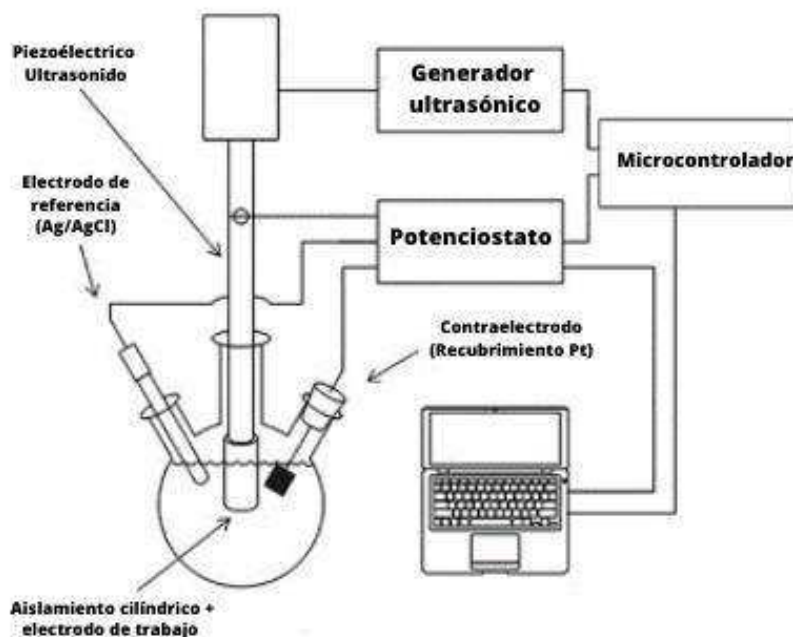 Piezoeléctrico
Ultrasonido
Generador
ultrasónico
Microcontrolador
Electrodo de
referencia
(Ag/AgCl)
Potenciostato
Contraelectrodo
(Recubrimiento Pt)
Aislamiento cilíndrico +
electrodo de trabajo